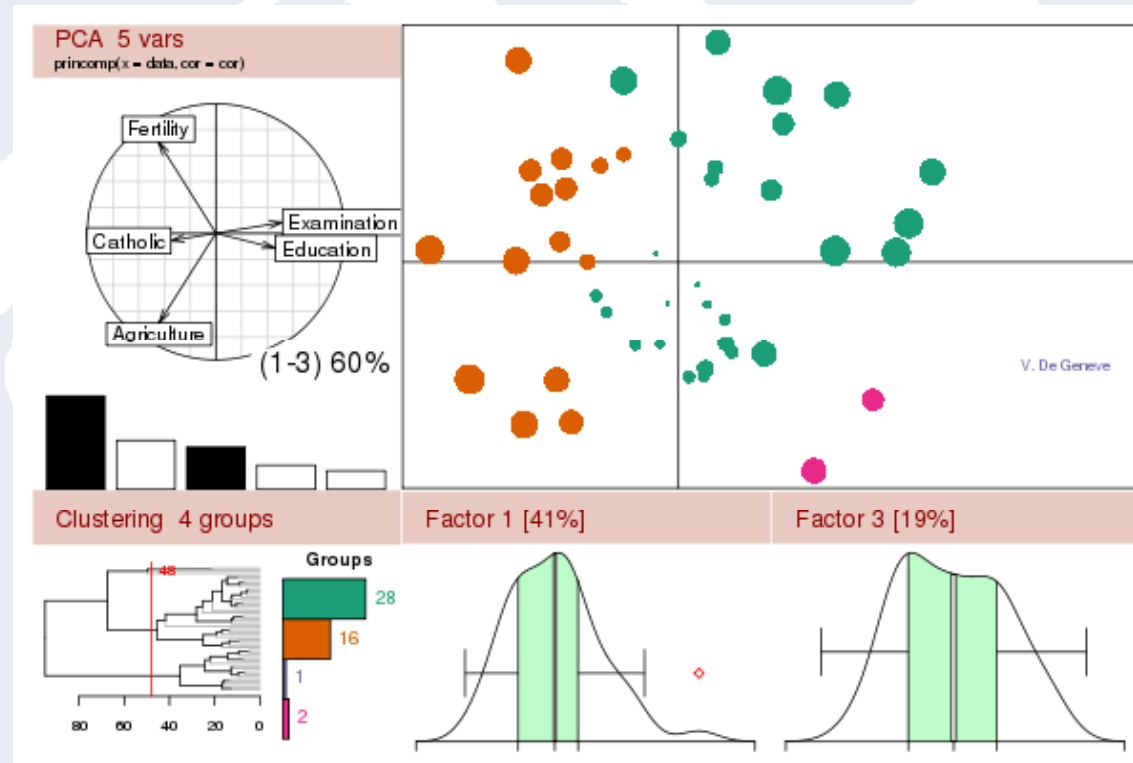 PCA 5 vars
princomp(x = data, cor = cor)
Fertility
Examination
Catholic
Education
Agriculture
(1-3) 60%
V. De Geneve
Clustering 4 groups
Factor 1 [41%]
Factor 3 [19%]
Groups
48
28
16
1
2
80 60 40 20 0